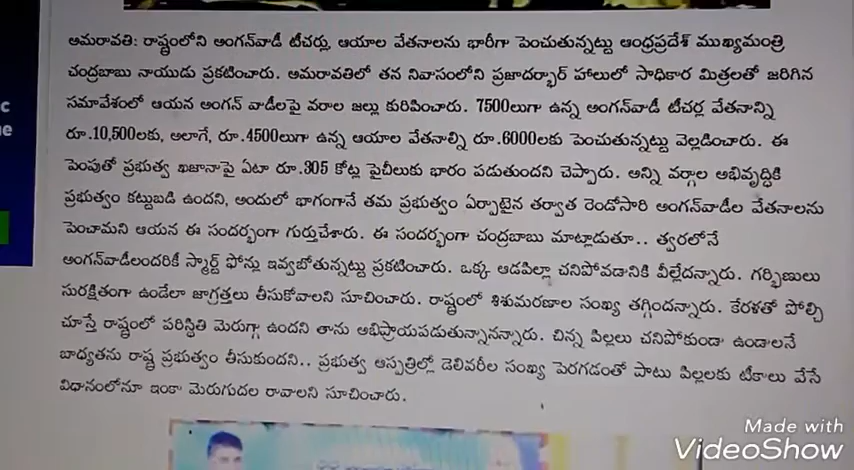 అమరావతి: రాష్ట్రంలోని అంగన్‌వాడీ టీచర్లు, ఆయాల వేతనాలను భారీగా పెంచుతున్నట్టు ఆంధ్రప్రదేశ్ ముఖ్యమంత్రి
చంద్రబాబు నాయుడు ప్రకటించారు. అమరావతిలో తన నివాసంలోని ప్రజాదర్బార్ హాలులో సాధికార మిత్రలతో జరిగిన
సమావేశంలో ఆయన అంగన్ వాడీలపై వరాల జల్లు కురిపించారు. 7500లుగా ఉన్న అంగన్‌వాడీ టీచర్ల వేతనాన్ని
రూ.10,500లకు, అలాగే, రూ.4500లుగా ఉన్న ఆయాల వేతనాల్ని రూ.6000లకు పెంచుతున్నట్టు వెల్లడించారు. ఈ
పెంపుతో ప్రభుత్వ ఖజానాపై ఏటా రూ.305 కోట్ల పైచీలుకు భారం పడుతుందని చెప్పారు. అన్ని వర్గాల అభివృద్ధికి
ప్రభుత్వం కట్టుబడి ఉందని, అందులో భాగంగానే తమ ప్రభుత్వం ఏర్పాటైన తర్వాత రెండోసారి అంగన్‌వాడీల వేతనాలను
పెంచామని ఆయన ఈ సందర్భంగా గుర్తుచేశారు. ఈ సందర్భంగా చంద్రబాబు మాట్లాడుతూ.. త్వరలోనే
అంగన్‌వాడీలందరికీ స్మార్ట్ ఫోన్లు ఇవ్వబోతున్నట్టు ప్రకటించారు. ఒక్క ఆడపిల్లా చనిపోవడానికి వీల్లేదన్నారు. గర్భిణులు
సురక్షితంగా ఉండేలా జాగ్రత్తలు తీసుకోవాలని సూచించారు. రాష్ట్రంలో శిశుమరణాల సంఖ్య తగ్గిందన్నారు. కేరళతో పోల్చి
చూస్తే రాష్ట్రంలో పరిస్థితి మెరుగ్గా ఉందని తాను అభిప్రాయపడుతున్నానన్నారు. చిన్న పిల్లలు చనిపోకుండా ఉండాలనే
బాధ్యతను రాష్ట్ర ప్రభుత్వం తీసుకుందని.. ప్రభుత్వ ఆస్పత్రిల్లో డెలివరీల సంఖ్య పెరగడంతో పాటు పిల్లలకు టీకాలు వేసే
విధానంలోనూ ఇంకా మెరుగుదల రావాలని సూచించారు.
Made with
VideoShow